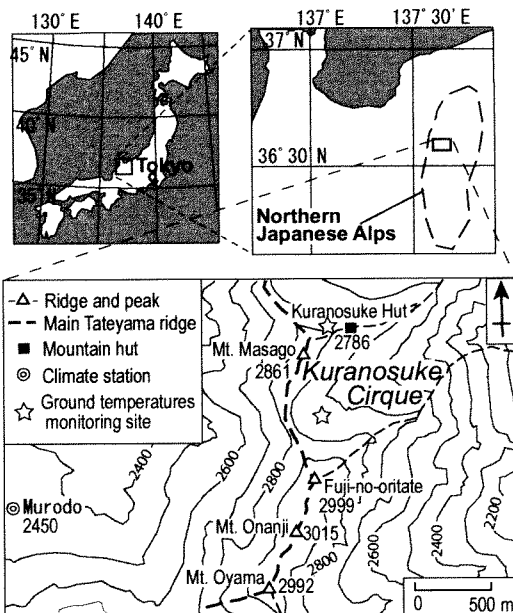 130°E 140°E
45°N
40°N
35°N
Tokyo
137°E 137°30'E
37°N
36°30'N
Northern
Japanese Alps
Ridge and peak
Main Tateyama ridge
Mountain hut
Climate station
Ground temperatures
monitoring site
Kuranosuke Hut
2786
Mt. Masago
2861
Kuranosuke
Cirque
2400
2600
2800
Murodo
2450
Fuji-no-oritate
2999
Mt. Onanji 3015
Mt. Oyama 2992
2800
2600
2400
2200
0 500 m